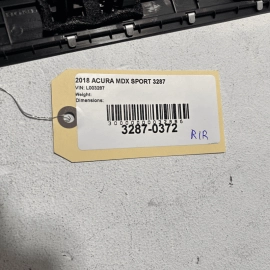 2018 ACURA MDX SPORT 3287
VIN: L003287
Weight:
Dimensions:
3287-0372
R/R